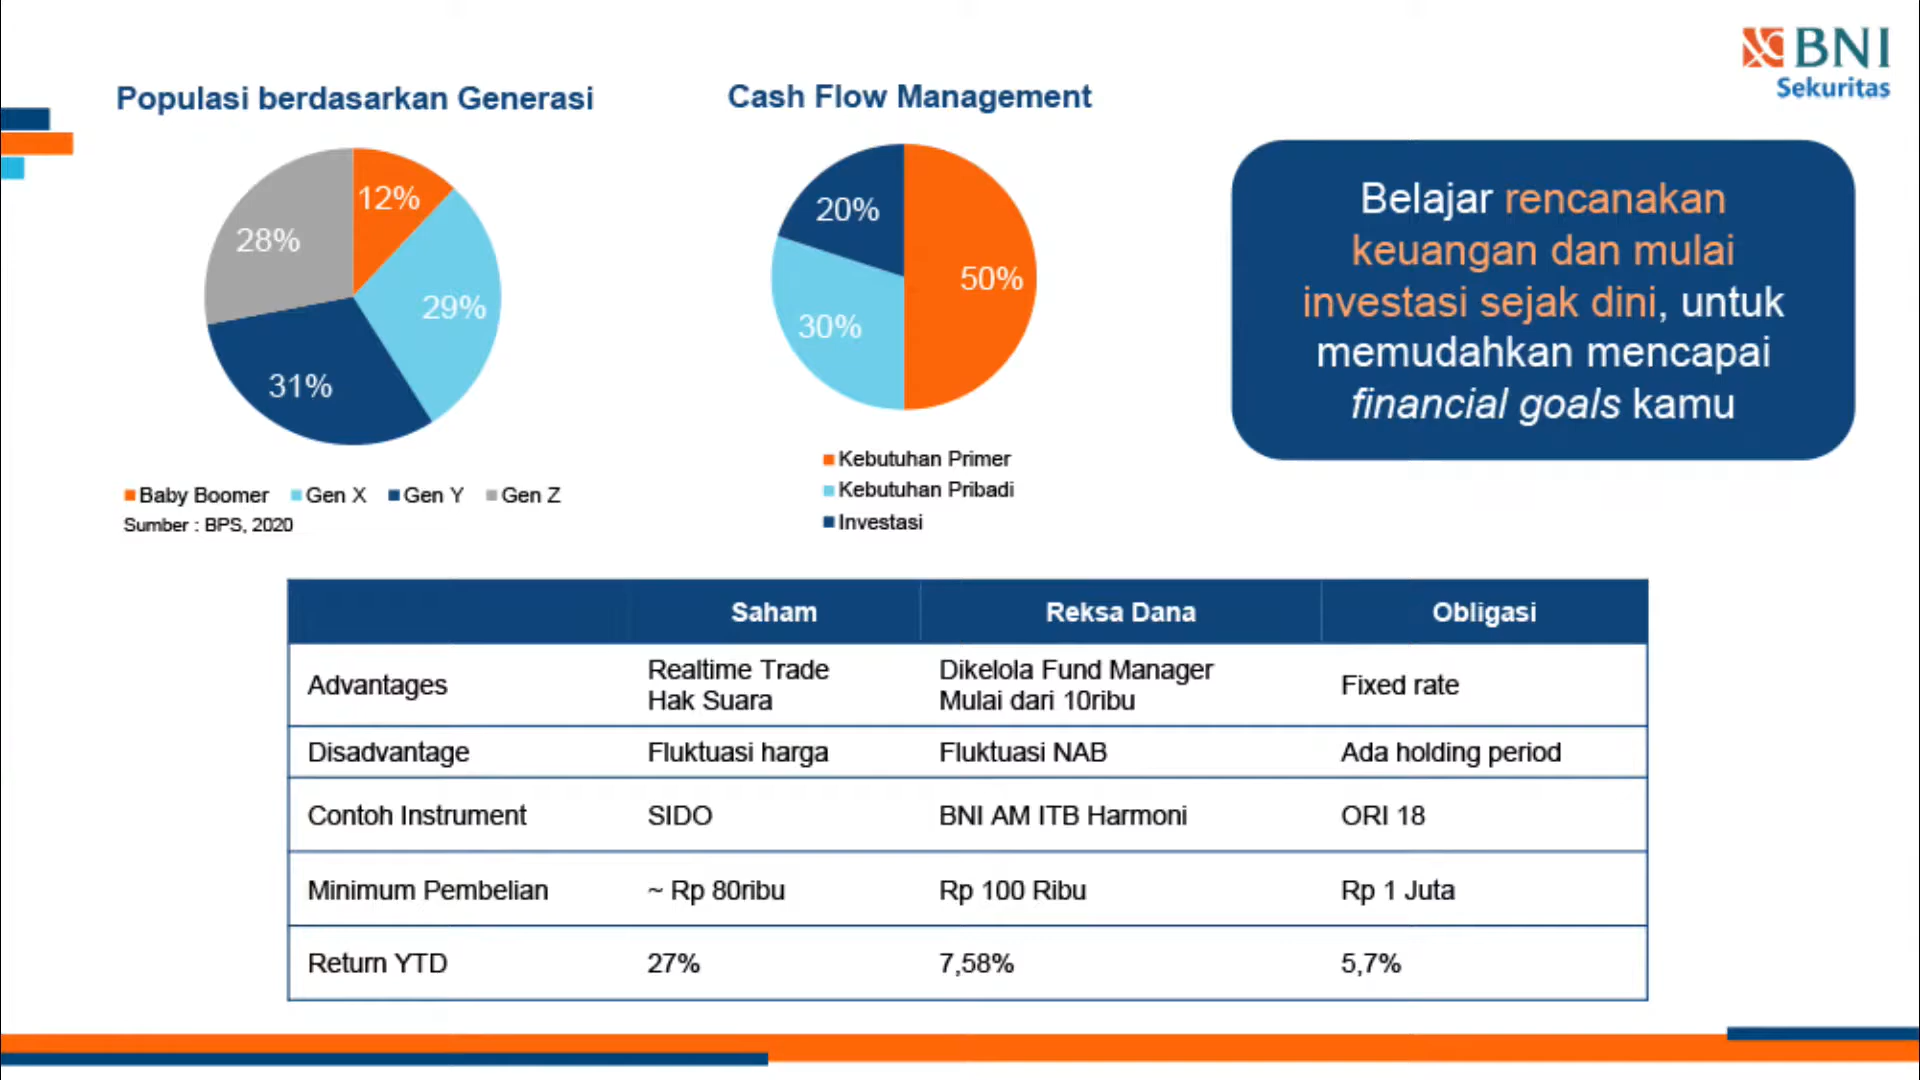 BNI
Sekuritas
Populasi berdasarkan Generasi
12%
29%
31%
28%
Baby Boomer Gen X Gen Y Gen Z
Sumber : BPS, 2020
Cash Flow Management
50%
30%
20%
Kebutuhan Primer
Kebutuhan Pribadi
Investasi
Belajar rencanakan
keuangan dan mulai
investasi sejak dini, untuk
memudahkan mencapai
financial goals kamu
Saham Reksa Dana Obligasi
Advantages Realtime Trade Dikelola Fund Manager Fixed rate
Hak Suara Mulai dari 10ribu
Disadvantage Fluktuasi harga Fluktuasi NAB Ada holding period
Contoh Instrument SIDO BNI AM ITB Harmoni ORI 18
Minimum Pembelian ~ Rp 80ribu Rp 100 Ribu Rp 1 Juta
Return YTD 27% 7,58% 5,7%